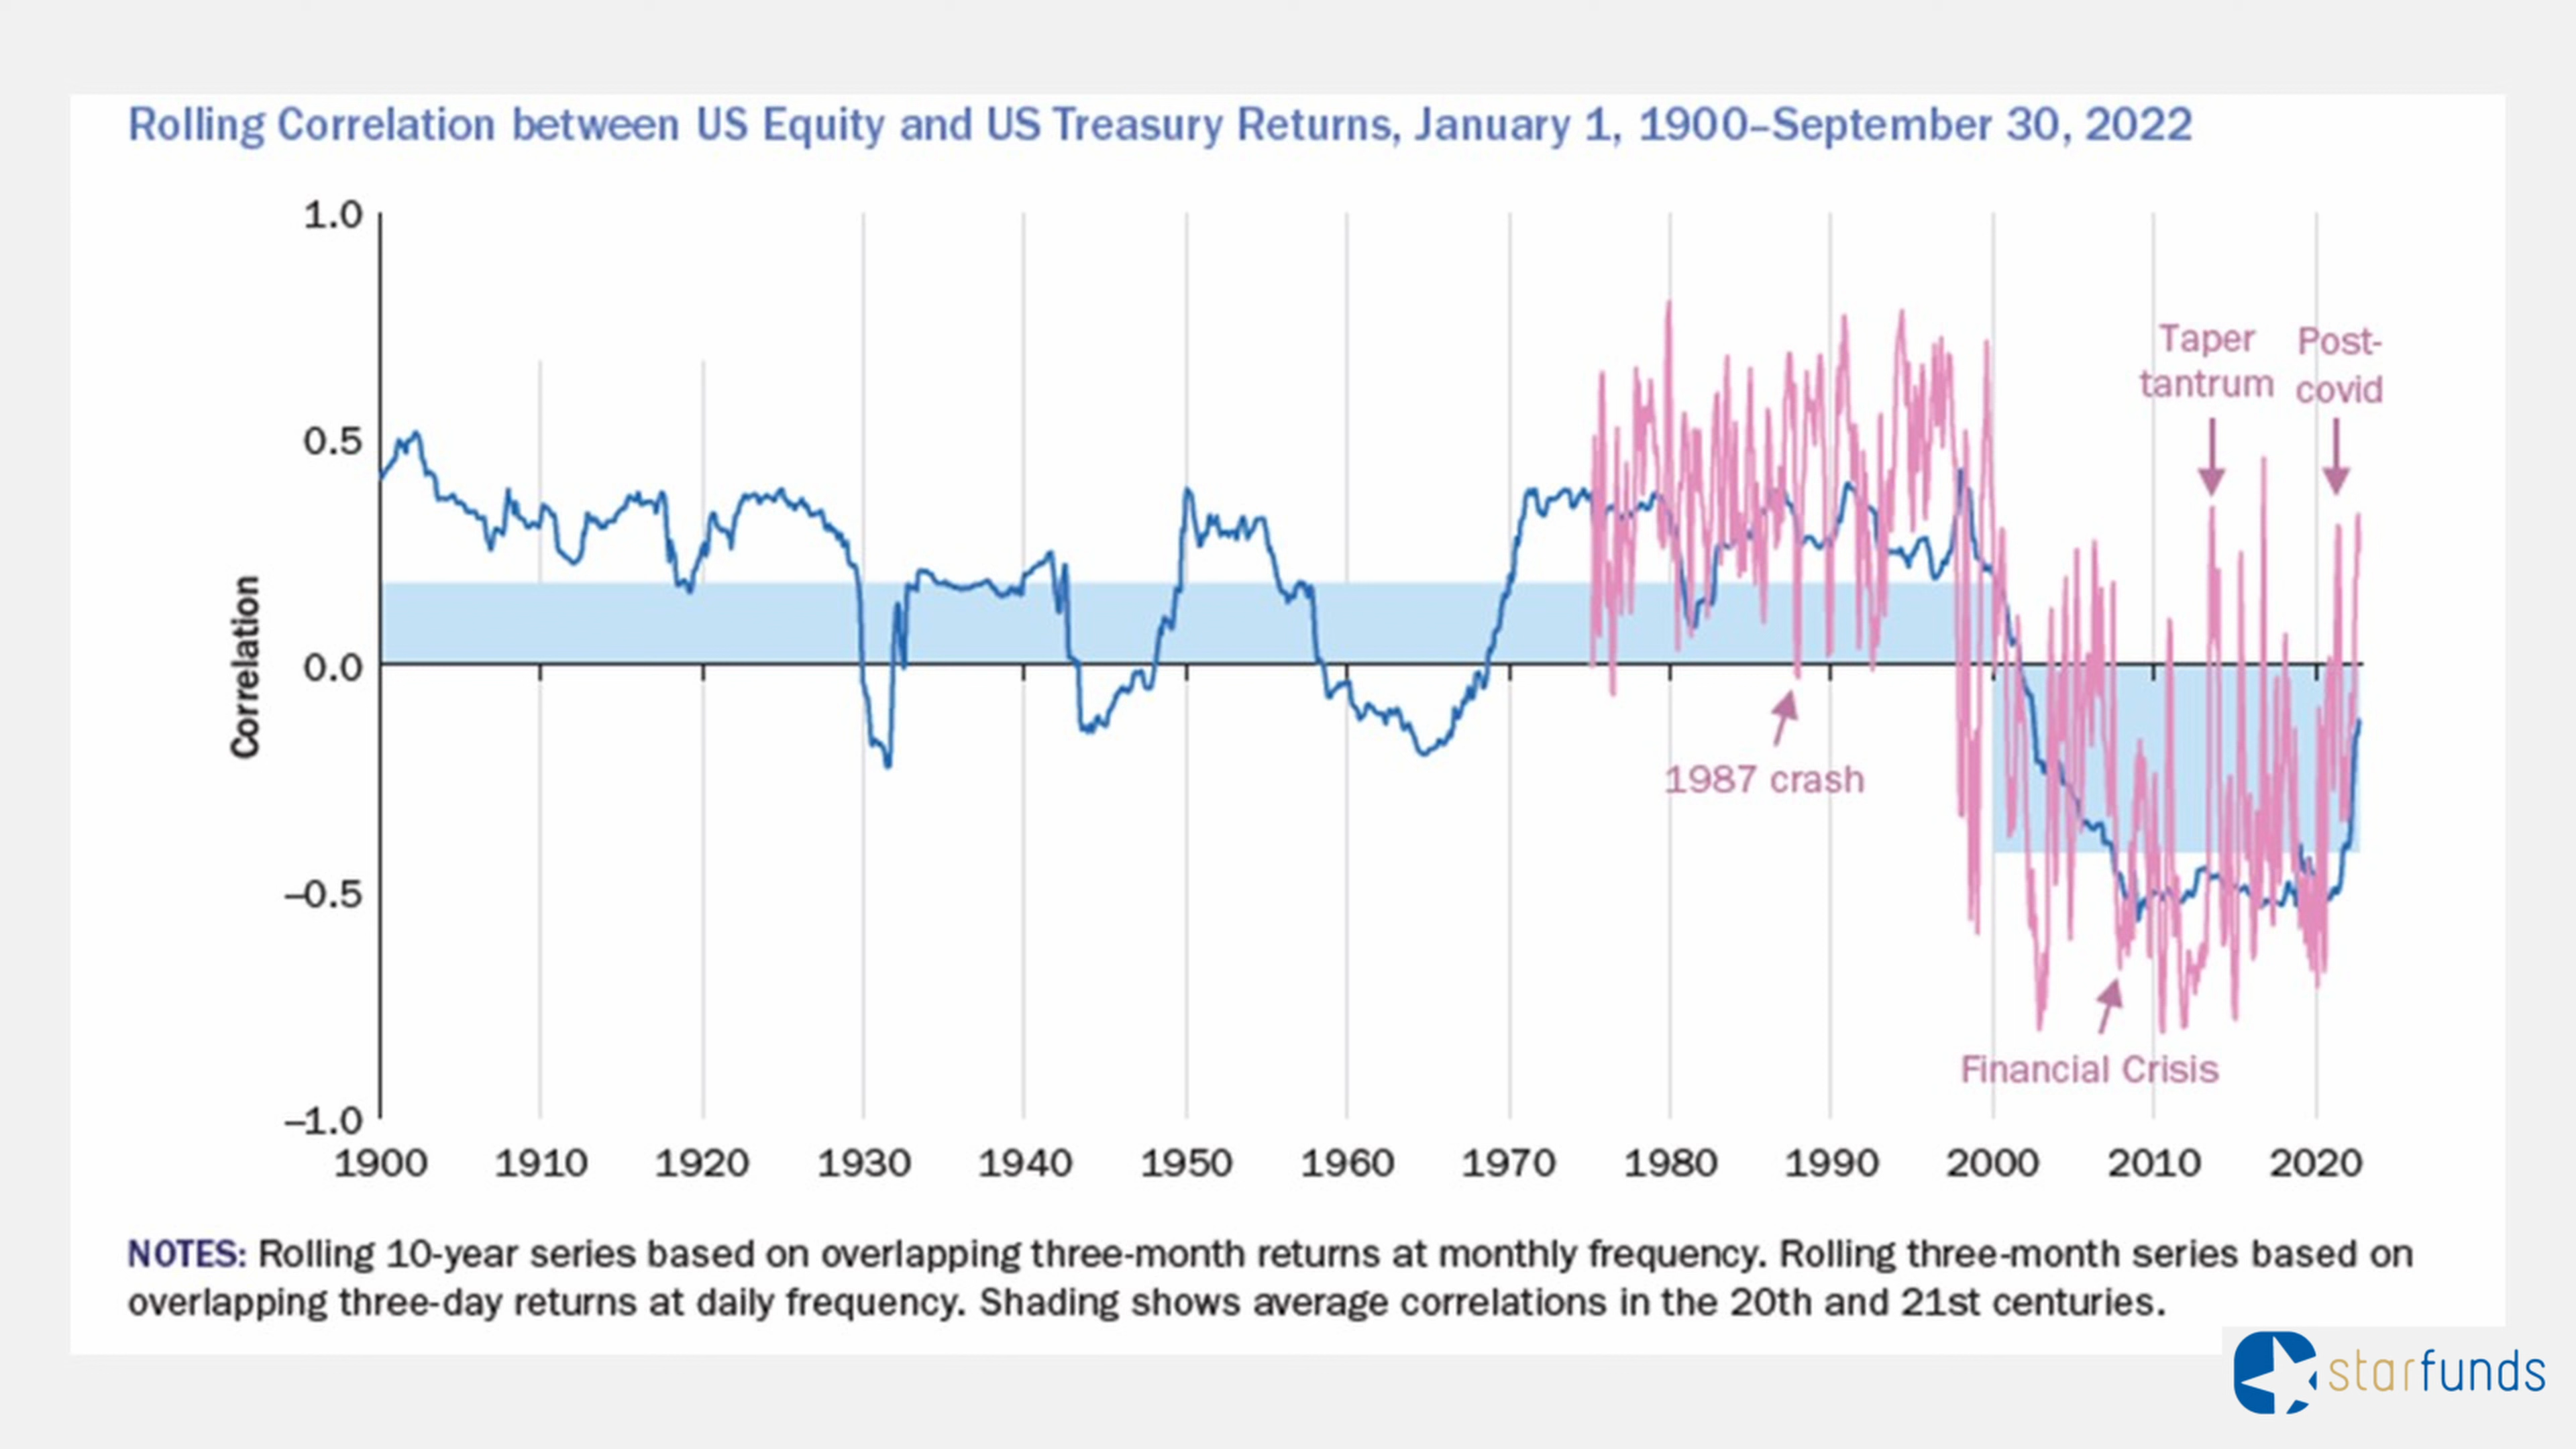 Rolling Correlation between US Equity and US Treasury Returns, January 1, 1900–September 30, 2022
1.0
0.5
0.0
–0.5
–1.0
Correlation
Taper
tantrum
Post-
covid
1987 crash
Financial Crisis
1900 1910 1920 1930 1940 1950 1960 1970 1980 1990 2000 2010 2020
NOTES: Rolling 10-year series based on overlapping three-month returns at monthly frequency. Rolling three-month series based on
overlapping three-day returns at daily frequency. Shading shows average correlations in the 20th and 21st centuries.
starfunds